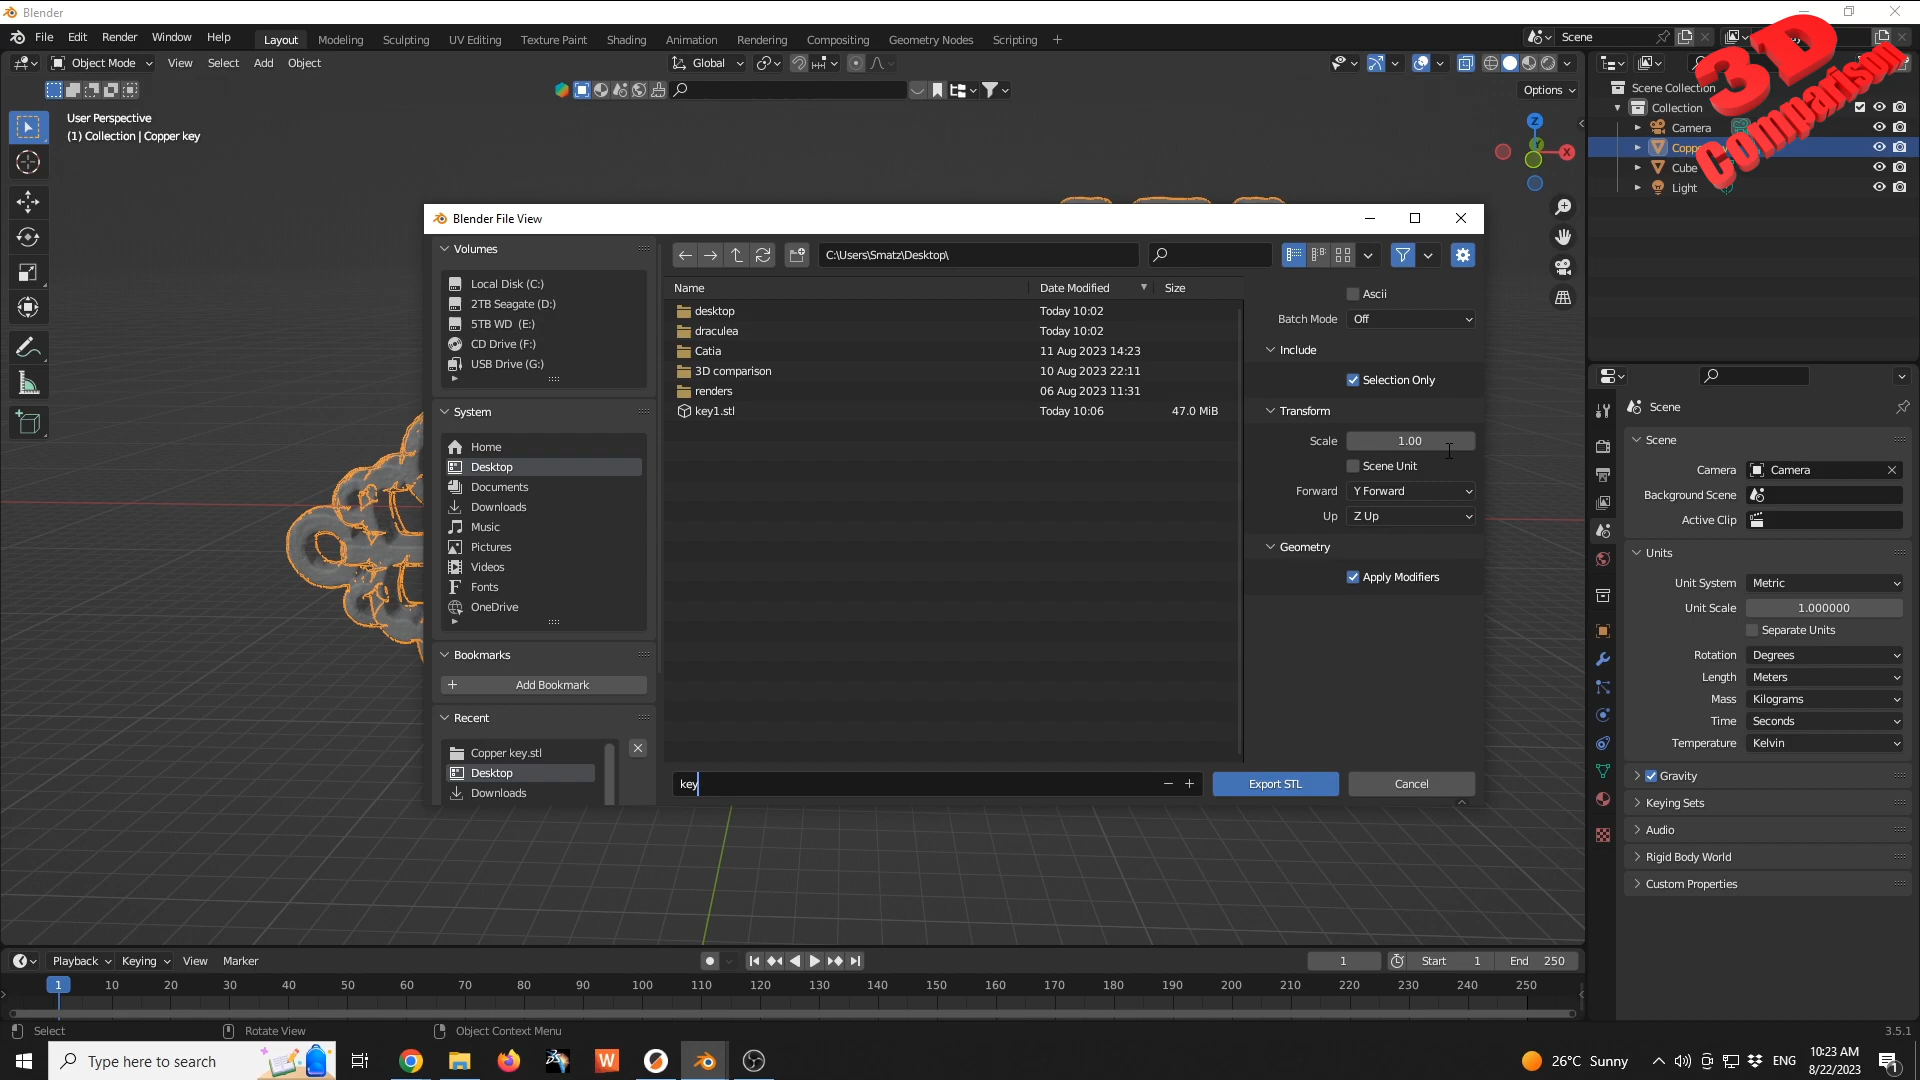 Blender
File Edit Render Window Help
Layout Modeling Sculpting UV Editing Texture Paint Shading Animation Rendering Compositing Geometry Nodes Scripting +
Scene
Object Mode View Select Add Object
Global
Options
User Perspective
(1) Collection | Copper key
Z
Y
X
3D
Comparison
Scene Collection
Collection
Camera
Cube
Light
Blender File View
Volumes
Local Disk (C:)
2TB Seagate (D:)
5TB WD (E:)
CD Drive (F:)
USB Drive (G:)
System
Home
Desktop
Documents
Downloads
Music
Pictures
Videos
Fonts
OneDrive
Bookmarks
Add Bookmark
Recent
Copper key.stl
Desktop
Downloads
C:\Users\Smatz\Desktop\
Name Date Modified Size
desktop Today 10:02
draculea Today 10:02
Catia 11 Aug 2023 14:23
3D comparison 10 Aug 2023 22:11
renders 06 Aug 2023 11:31
key1.stl Today 10:06 47.0 MiB
key
Ascii
Batch Mode Off
Include
Selection Only
Transform
Scale 1.00
Scene Unit
Forward Y Forward
Up Z Up
Geometry
Apply Modifiers
Export STL Cancel
Scene
Scene
Camera Camera
Background Scene
Active Clip
Units
Unit System Metric
Unit Scale 1.000000
Separate Units
Rotation Degrees
Length Meters
Mass Kilograms
Time Seconds
Temperature Kelvin
Gravity
Keying Sets
Audio
Rigid Body World
Custom Properties
Playback Keying View Marker
1 Start 1 End 250
1 10 20 30 40 50 60 70 80 90 100 110 120 130 140 150 160 170 180 190 200 210 220 230 240 250
Select Rotate View Object Context Menu
3.5.1
Type here to search
26°C Sunny
ENG
10:23 AM
8/22/2023
1